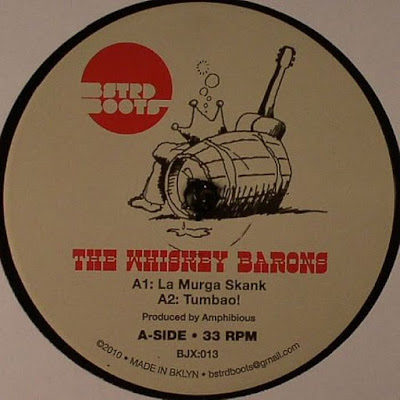 BSTRD
BOOTS
THE WHISKEY BARONS
A1: La Murga Skank
A2: Tumbao!
Produced by Amphibious
A-SIDE • 33 RPM
BJX:013
©2010 • MADE IN BKLYN • bstrdboots@gmail.com